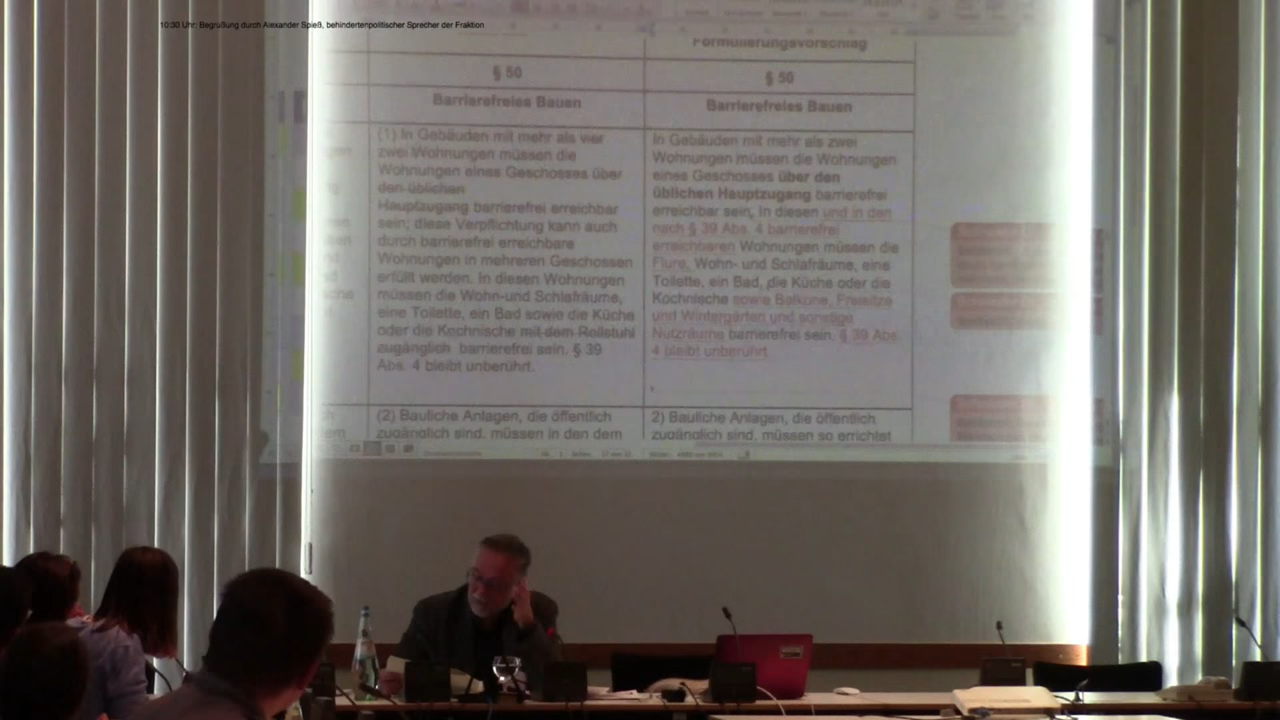 10:30 Uhr: Begrüßung durch Alexander Spieß, behindertenpolitischer Sprecher der Fraktion
Formulierungsvorschlag
§ 50
§ 50
Barrierefreies Bauen
Barrierefreies Bauen
(1) In Gebäuden mit mehr als vier
zwei Wohnungen müssen die
Wohnungen eines Geschosses über
den üblichen
Hauptzugang barrierefrei erreichbar
sein; diese Verpflichtung kann auch
durch barrierefrei erreichbare
Wohnungen in mehreren Geschossen
erfüllt werden. In diesen Wohnungen
müssen die Wohn-und Schlafräume,
eine Toilette, ein Bad sowie die Küche
oder die Kochnische mit dem Rollstuhl
zugänglich barrierefrei sein. § 39
Abs. 4 bleibt unberührt.
In Gebäuden mit mehr als zwei
Wohnungen müssen die Wohnungen
eines Geschosses über den
üblichen Hauptzugang barrierefrei
erreichbar sein. In diesen und in den
nach § 39 Abs. 4 barrierefrei
erreichbaren Wohnungen müssen die
Flure, Wohn- und Schlafräume, eine
Toilette, ein Bad, die Küche oder die
Kochnische sowie Balkone, Freisitze
und Wintergärten und sonstige
Nutzräume barrierefrei sein. § 39 Abs.
4 bleibt unberührt.
(2) Bauliche Anlagen, die öffentlich
zugänglich sind, müssen in den dem
2) Bauliche Anlagen, die öffentlich
zugänglich sind, müssen so errichtet